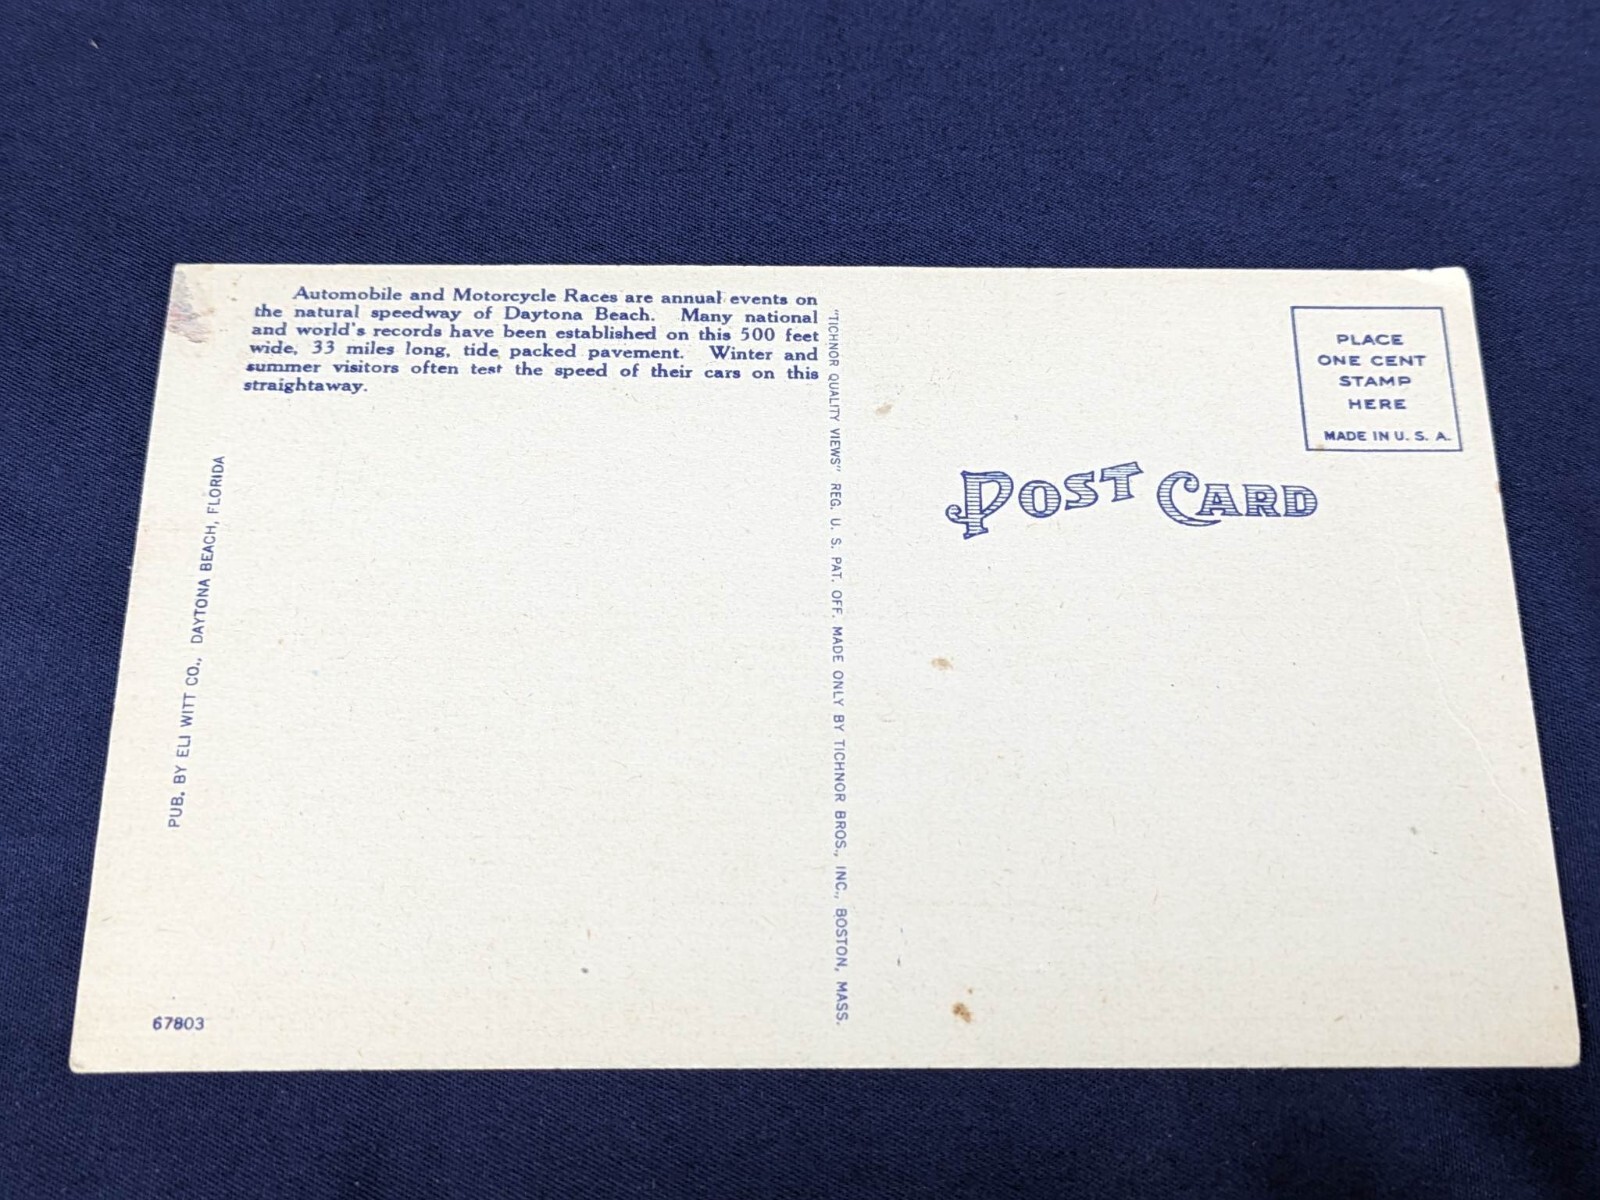 Automobile and Motorcycle Races are annual events on
the natural speedway of Daytona Beach. Many national
and world's records have been established on this 500 feet
wide, 33 miles long, tide packed pavement. Winter and
summer visitors often test the speed of their cars on this
straightaway.
PUB. BY ELI WITT CO., DAYTONA BEACH, FLORIDA
67803
"TICHNOR QUALITY VIEWS" REG. U. S. PAT. OFF. MADE ONLY BY TICHNOR BROS., INC., BOSTON, MASS.
POST CARD
PLACE
ONE CENT
STAMP
HERE
MADE IN U. S. A.